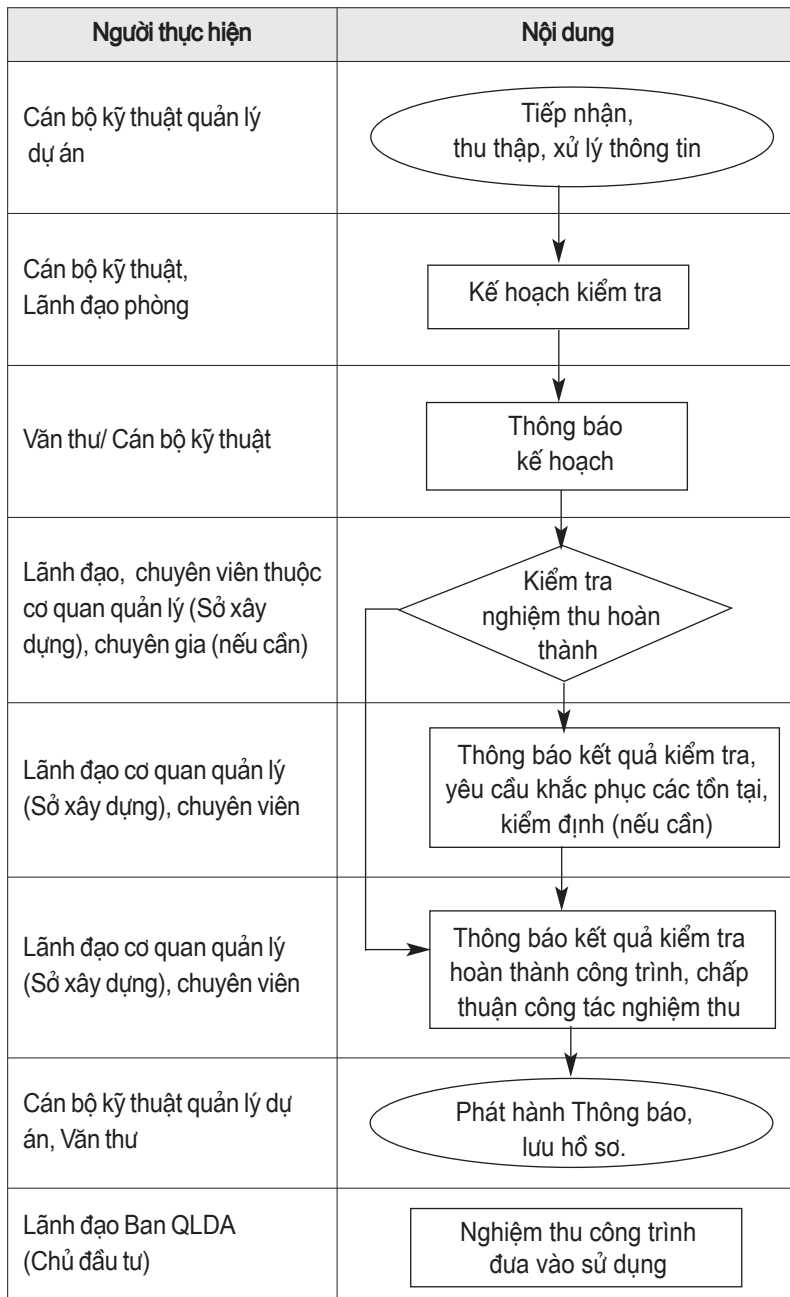 Người thực hiện
Nội dung
Cán bộ kỹ thuật quản lý
dự án
Tiếp nhận,
thu thập, xử lý thông tin
Cán bộ kỹ thuật,
Lãnh đạo phòng
Kế hoạch kiểm tra
Văn thư/ Cán bộ kỹ thuật
Thông báo
kế hoạch
Lãnh đạo, chuyên viên thuộc
cơ quan quản lý (Sở xây
dựng), chuyên gia (nếu cần)
Kiểm tra
nghiệm thu hoàn
thành
Lãnh đạo cơ quan quản lý
(Sở xây dựng), chuyên viên
Thông báo kết quả kiểm tra,
yêu cầu khắc phục các tồn tại,
kiểm định (nếu cần)
Lãnh đạo cơ quan quản lý
(Sở xây dựng), chuyên viên
Thông báo kết quả kiểm tra
hoàn thành công trình, chấp
thuận công tác nghiệm thu
Cán bộ kỹ thuật quản lý dự
án, Văn thư
Phát hành Thông báo,
lưu hồ sơ.
Lãnh đạo Ban QLDA
(Chủ đầu tư)
Nghiệm thu công trình
đưa vào sử dụng